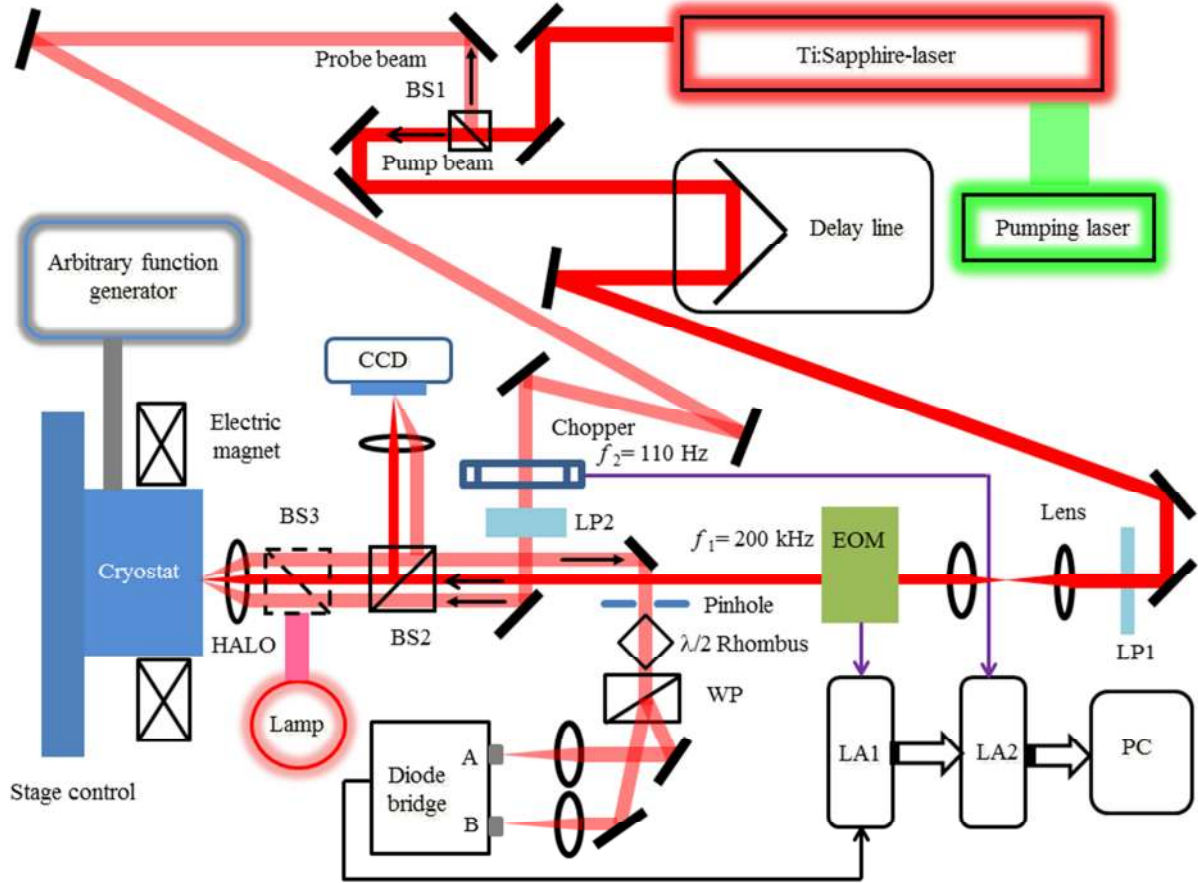 Ti:Sapphire-laser
Probe beam
BS1
Pump beam
Delay line
Pumping laser
Arbitrary function
generator
CCD
Electric
magnet
Chopper
f₂= 110 Hz
BS3
LP2
f₁= 200 kHz
EOM
Lens
Cryostat
Pinhole
HALO
BS2
λ/2 Rhombus
LP1
WP
Lamp
A
LA1
LA2
PC
Diode
bridge
Stage control
B